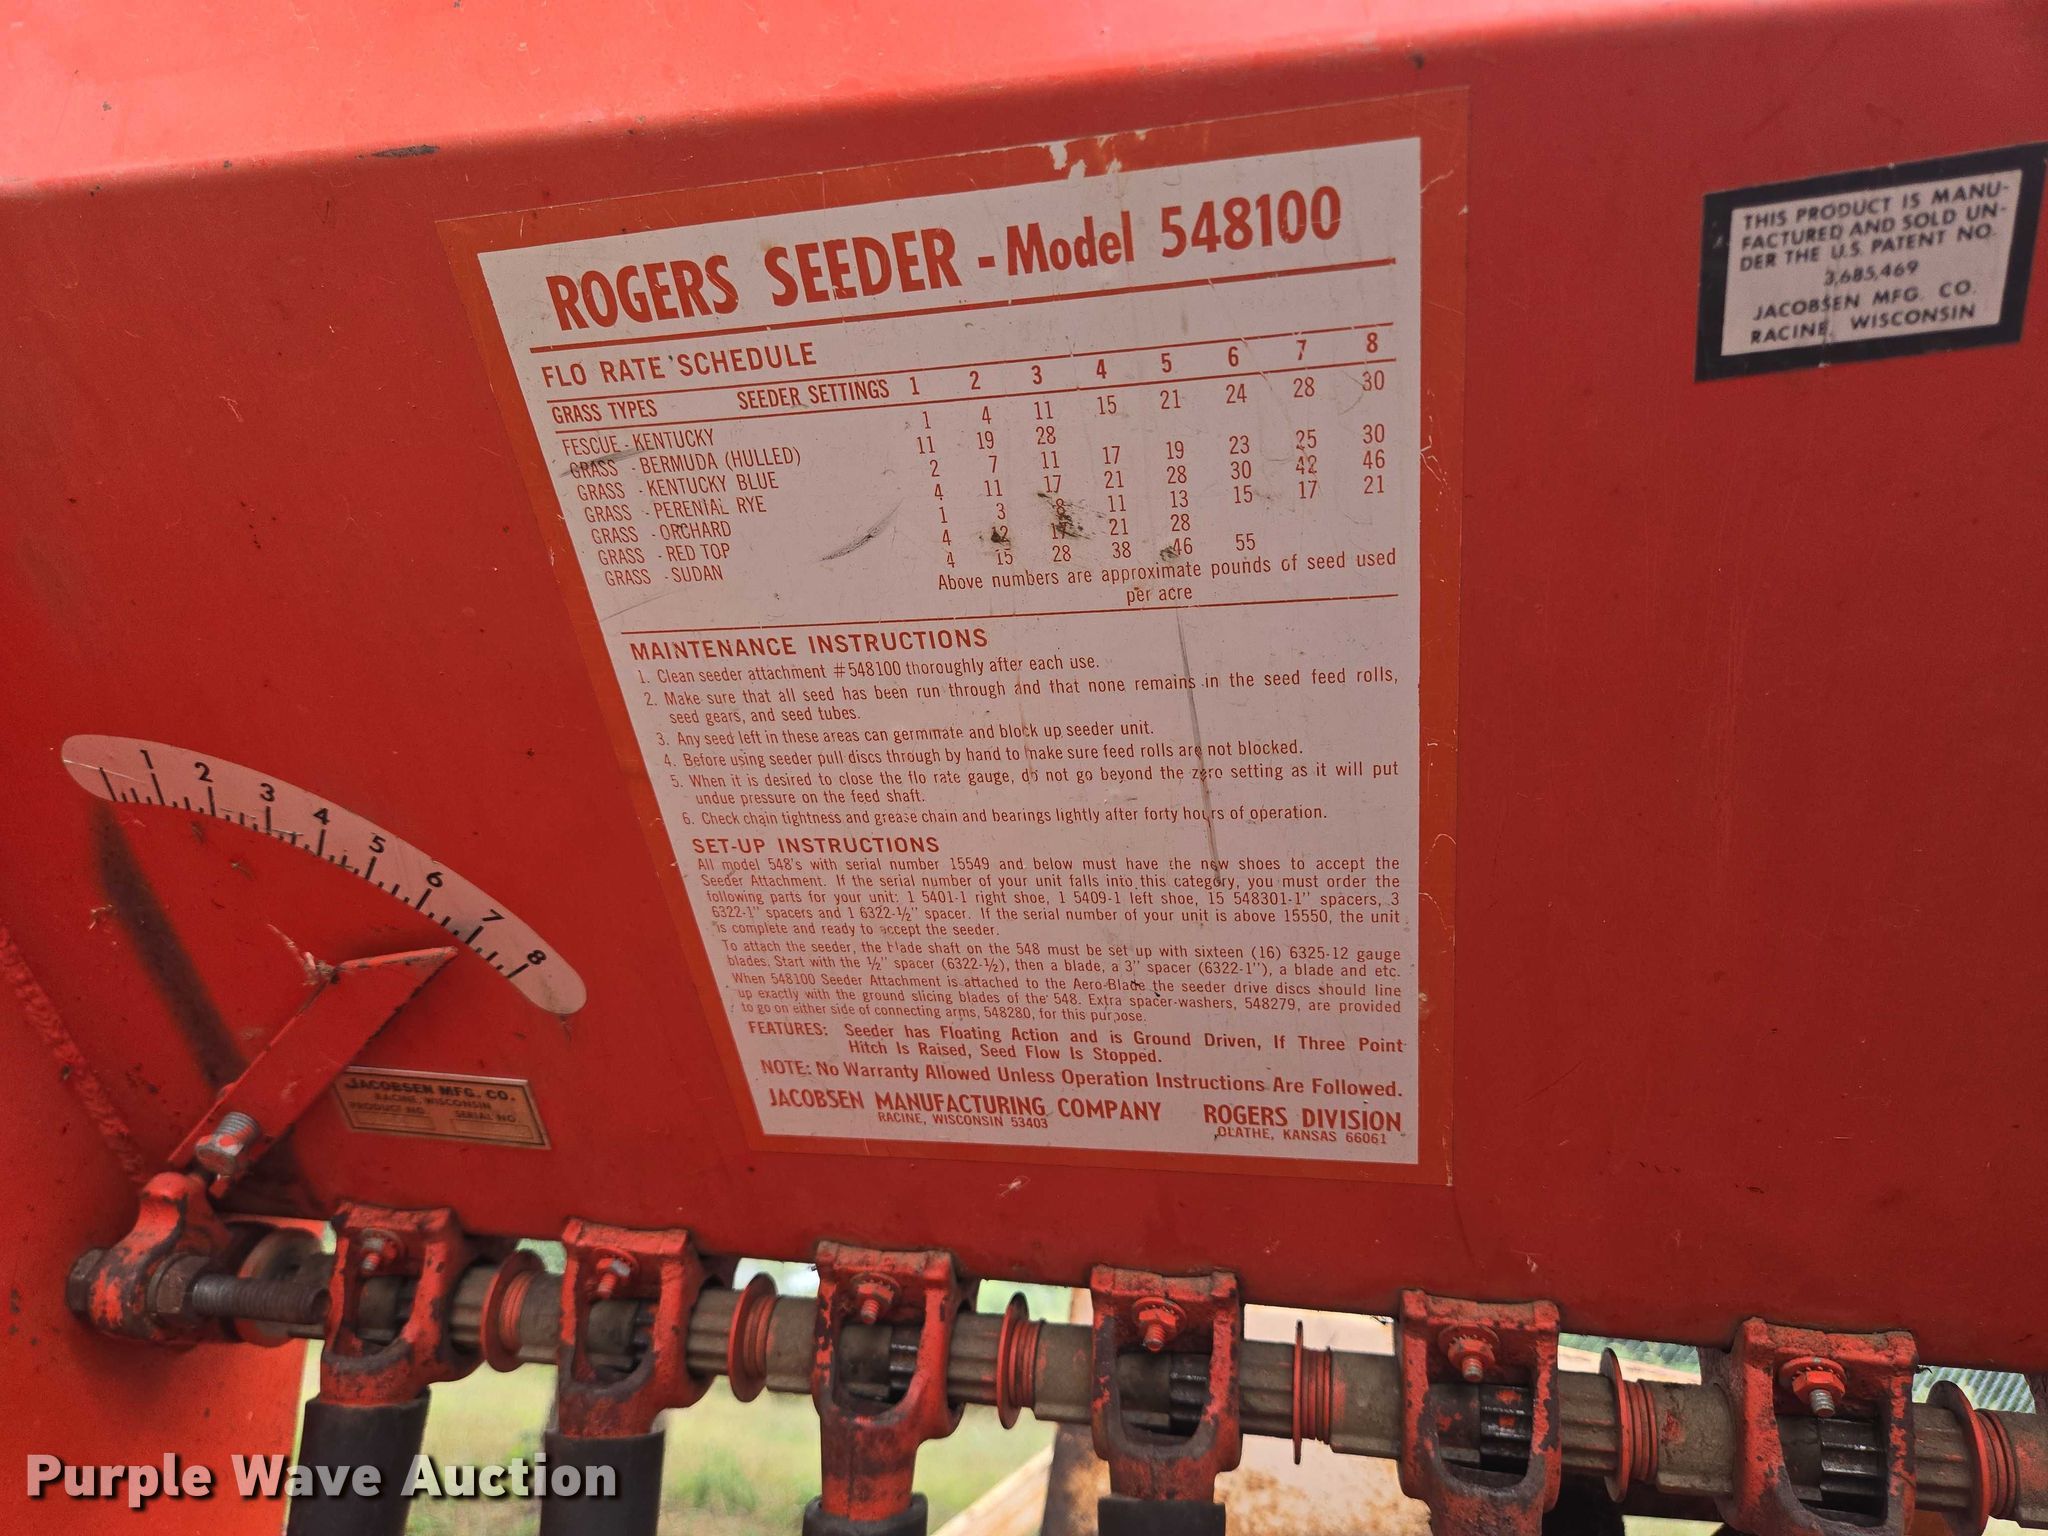 ROGERS SEEDER - Model 548100
FLO RATE SCHEDULE
GRASS TYPES SEEDER SETTINGS 1 2 3 4 5 6 7 8
FESCUE - KENTUCKY 1 4 11 15 21 24 28 30
GRASS - BERMUDA (HULLED) 11 19 28
GRASS - KENTUCKY BLUE 2 7 11 17 19 23 25 30
GRASS - PERENIAL RYE 4 11 17 21 28 30 42 46
GRASS - ORCHARD 1 3 8 11 13 15 17 21
GRASS - RED TOP 4 12 17 21 28
GRASS - SUDAN 4 15 28 38 46 55
Above numbers are approximate pounds of seed used
per acre
MAINTENANCE INSTRUCTIONS
1. Clean seeder attachment #548100 thoroughly after each use.
2. Make sure that all seed has been run through and that none remains in the seed feed rolls,
seed gears, and seed tubes.
3. Any seed left in these areas can germinate and block up seeder unit.
4. Before using seeder pull discs through by hand to make sure feed rolls are not blocked.
5. When it is desired to close the flo rate gauge, do not go beyond the zero setting as it will put
undue pressure on the feed shaft.
6. Check chain tightness and grease chain and bearings lightly after forty hours of operation.
SET-UP INSTRUCTIONS
All model 548's with serial number 15549 and below must have the new shoes to accept the
Seeder Attachment. If the serial number of your unit falls into this category, you must order the
following parts for your unit: 1 5401-1 right shoe, 1 5409-1 left shoe, 15 548301-1" spacers, 3
6322-1" spacers and 1 6322-½" spacer. If the serial number of your unit is above 15550, the unit
is complete and ready to accept the seeder.
To attach the seeder, the blade shaft on the 548 must be set up with sixteen (16) 6325-12 gauge
blades. Start with the ½" spacer (6322-½), then a blade, a 3" spacer (6322-1"), a blade and etc.
When 548100 Seeder Attachment is attached to the Aero-Blade the seeder drive discs should line
up exactly with the ground slicing blades of the 548. Extra spacer-washers, 548279, are provided
to go on either side of connecting arms, 548280, for this purpose.
FEATURES: Seeder has Floating Action and is Ground Driven, If Three Point
Hitch Is Raised, Seed Flow Is Stopped.
NOTE: No Warranty Allowed Unless Operation Instructions Are Followed.
JACOBSEN MANUFACTURING COMPANY ROGERS DIVISION
RACINE, WISCONSIN 53403 OLATHE, KANSAS 66061
THIS PRODUCT IS MANU-
FACTURED AND SOLD UN-
DER THE U.S. PATENT NO.
3,685,469
JACOBSEN MFG. CO.
RACINE, WISCONSIN
1 2 3 4 5 6 7 8
JACOBSEN MFG. CO.
RACINE, WISCONSIN
PRODUCT NO. SERIAL NO.
Purple Wave Auction